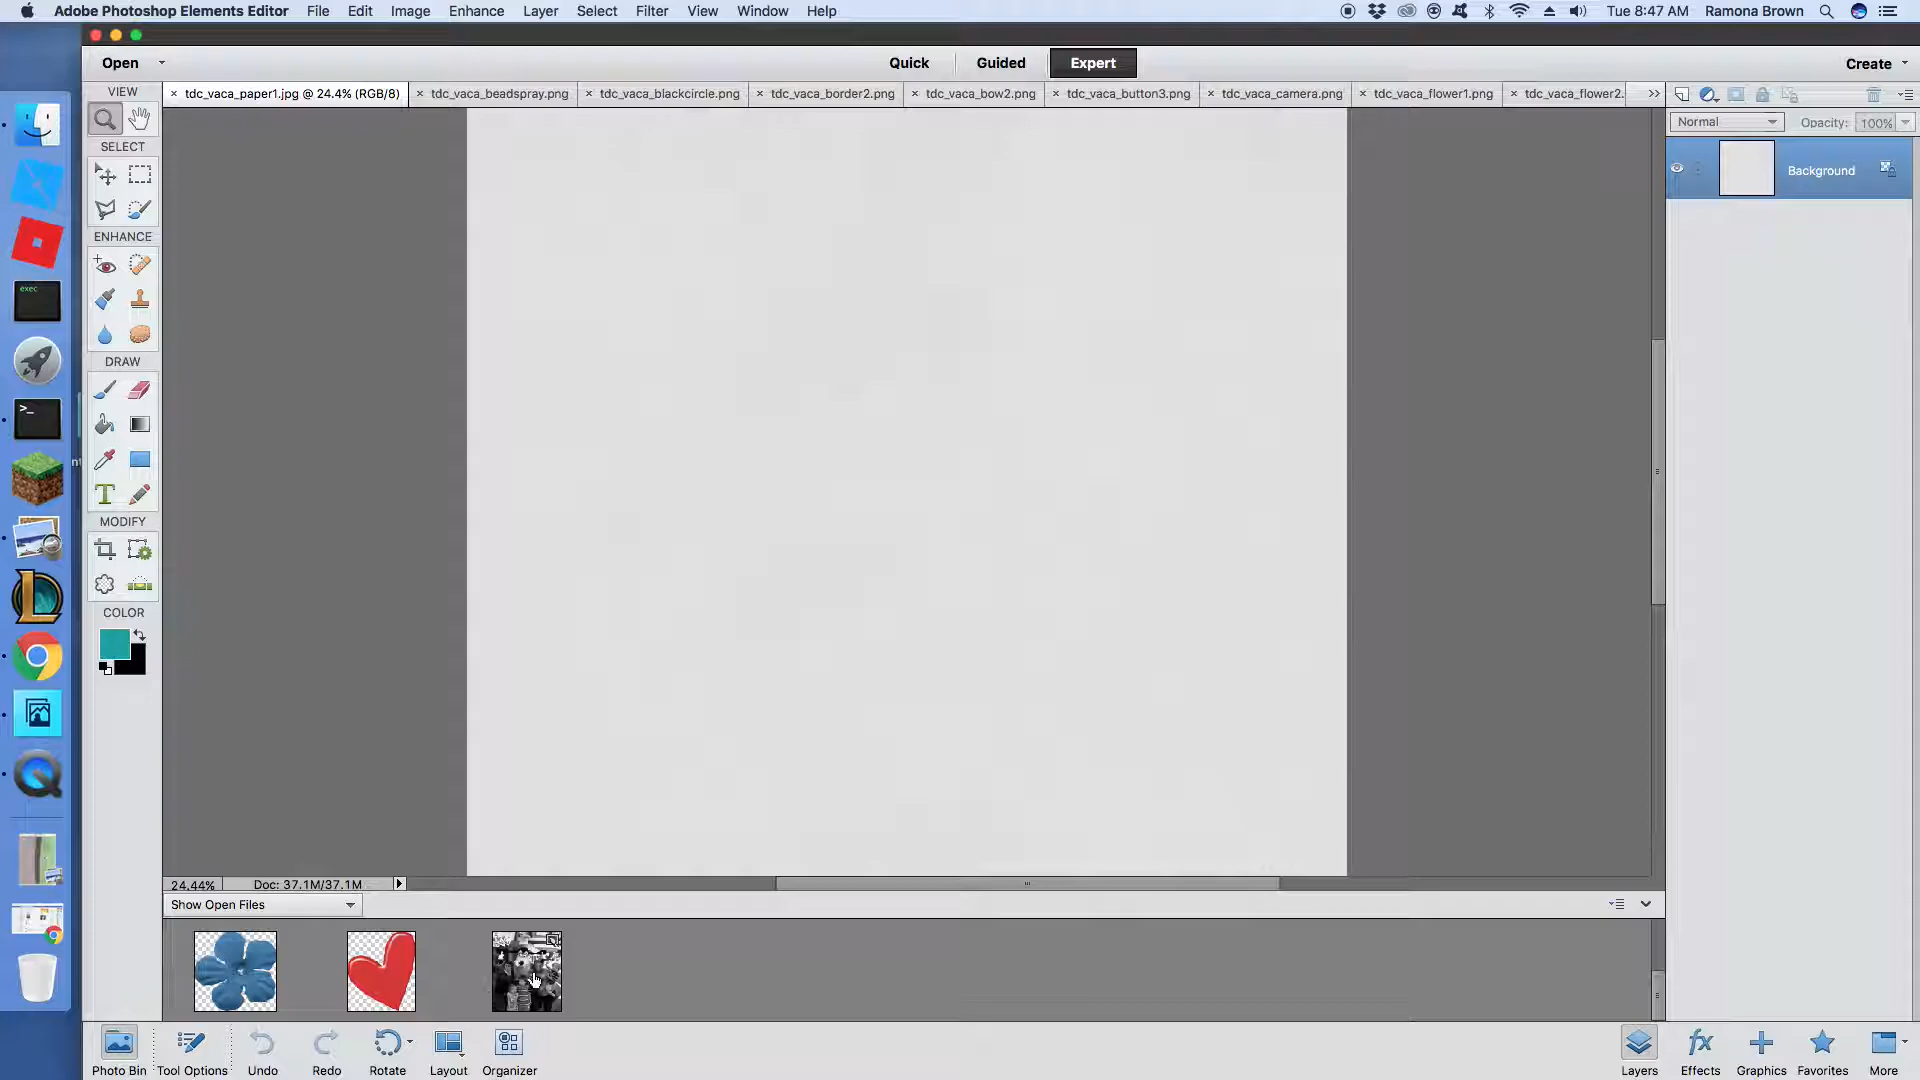 Adobe Photoshop Elements Editor File Edit Image Enhance Layer Select Filter View Window Help Tue 8:47 AM Ramona Brown
Open Quick Guided Expert Create
VIEW
tdc_vaca_paper1.jpg @ 24.4% (RGB/8) tdc_vaca_beadspray.png tdc_vaca_blackcircle.png tdc_vaca_border2.png tdc_vaca_bow2.png tdc_vaca_button3.png tdc_vaca_camera.png tdc_vaca_flower1.png tdc_vaca_flower2.
Normal Opacity: 100%
SELECT
Background
ENHANCE
exec
DRAW
>_
T
MODIFY
COLOR
24.44% Doc: 37.1M/37.1M
Show Open Files
Photo Bin Tool Options Undo Redo Rotate Layout Organizer fx Layers Effects Graphics Favorites More